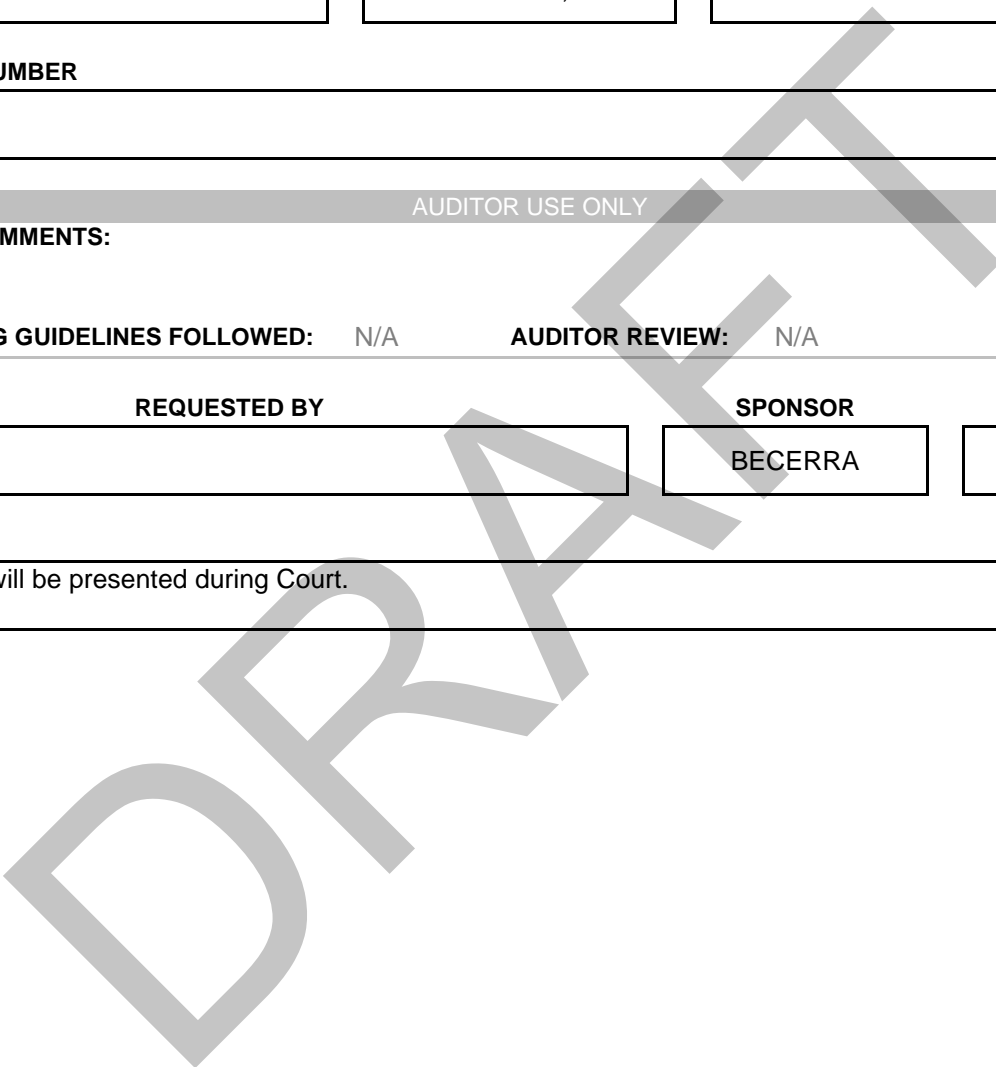 UMBER
AUDITOR USE ONLY
MMENTS:
G GUIDELINES FOLLOWED: N/A AUDITOR REVIEW: N/A
REQUESTED BY SPONSOR
BECERRA
will be presented during Court.
DRAFT